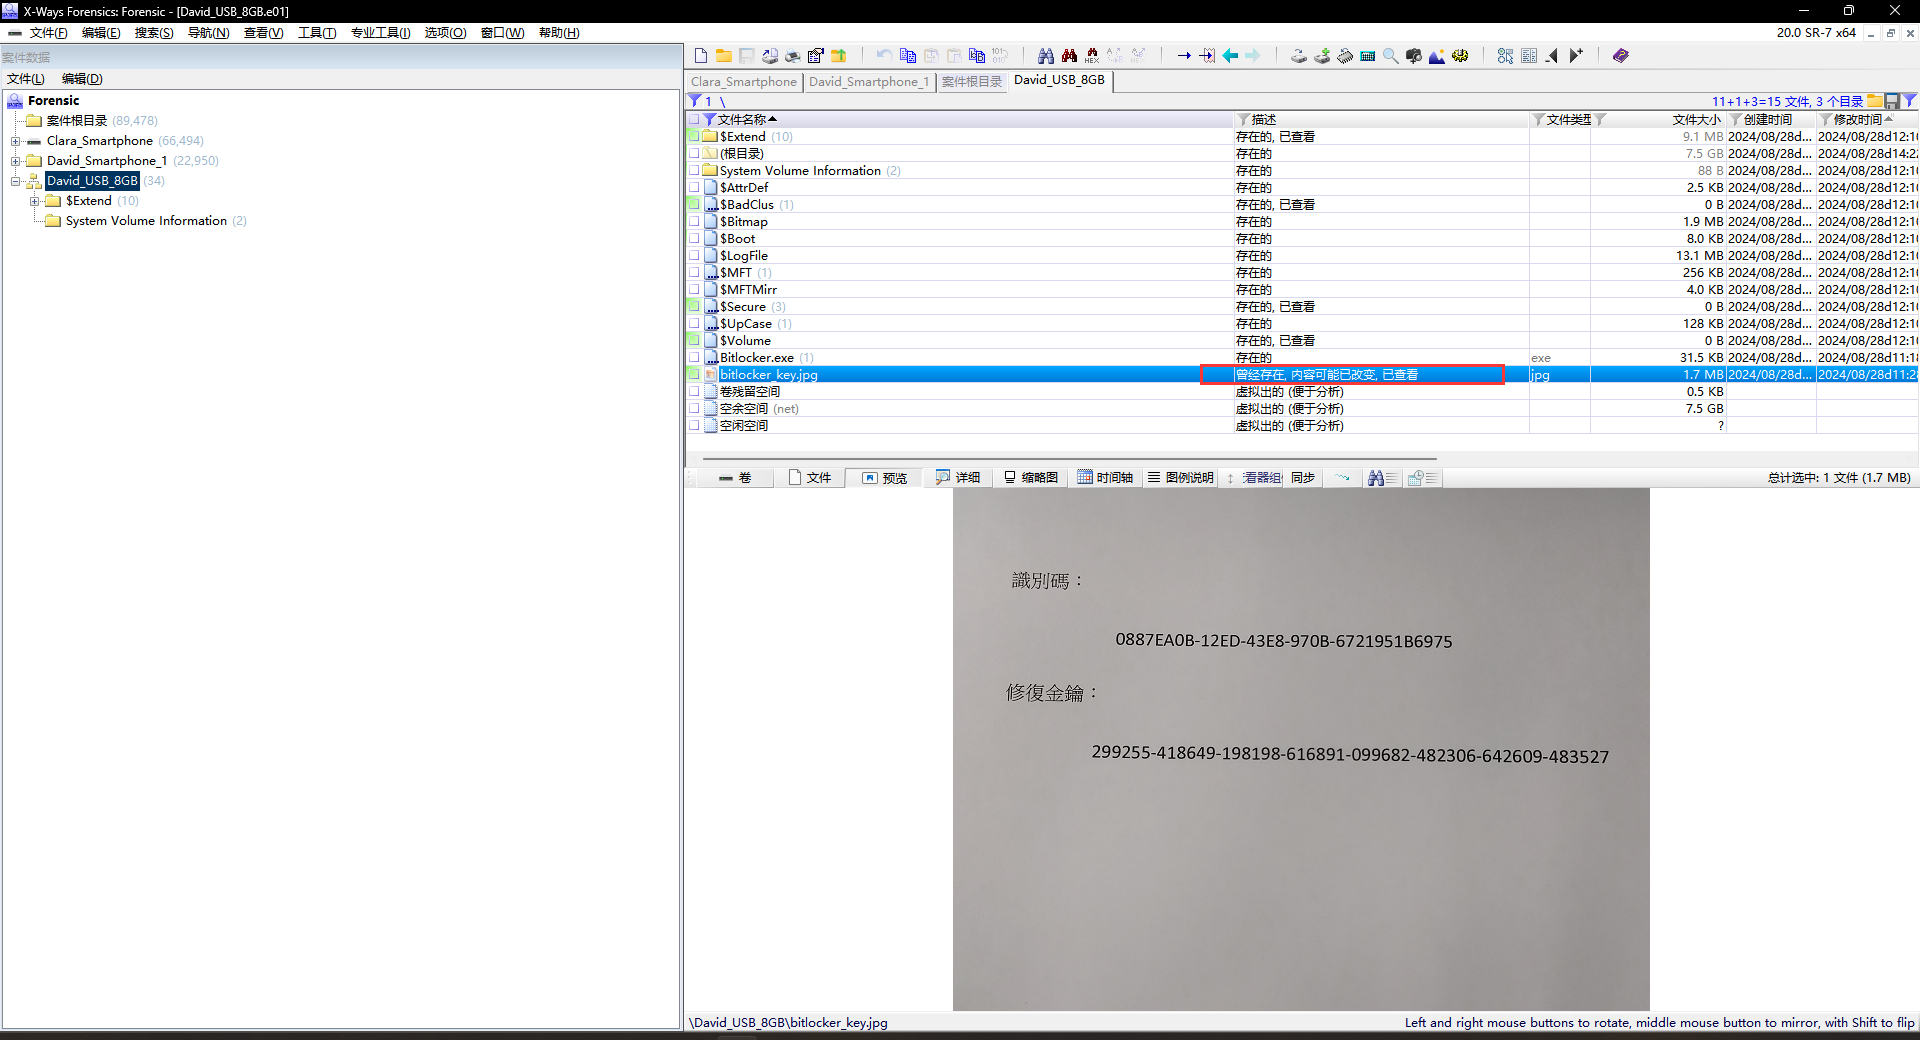 X-Ways Forensics: Forensic - [David_USB_8GB.e01]
文件(F) 编辑(E) 搜索(S) 导航(N) 查看(V) 工具(T) 专业工具(I) 选项(O) 窗口(W) 帮助(H) 20.0 SR-7 x64
案件数据
文件(L) 编辑(D)
Forensic
案件根目录 (89,478)
Clara_Smartphone (66,494)
David_Smartphone_1 (22,950)
David_USB_8GB (34)
$Extend (10)
System Volume Information (2)
Clara_Smartphone David_Smartphone_1 案件根目录 David_USB_8GB
1 \ 11+1+3=15 文件, 3 个目录
文件名称 描述 文件类型 文件大小 创建时间 修改时间
$Extend (10) 存在的, 已查看 9.1 MB 2024/08/28d... 2024/08/28d12:1
(根目录) 存在的 7.5 GB 2024/08/28d... 2024/08/28d14:2
System Volume Information (2) 存在的 88 B 2024/08/28d... 2024/08/28d12:1
$AttrDef 存在的 2.5 KB 2024/08/28d... 2024/08/28d12:1
$BadClus (1) 存在的, 已查看 0 B 2024/08/28d... 2024/08/28d12:1
$Bitmap 存在的 1.9 MB 2024/08/28d... 2024/08/28d12:1
$Boot 存在的 8.0 KB 2024/08/28d... 2024/08/28d12:1
$LogFile 存在的 13.1 MB 2024/08/28d... 2024/08/28d12:1
$MFT (1) 存在的 256 KB 2024/08/28d... 2024/08/28d12:1
$MFTMirr 存在的 4.0 KB 2024/08/28d... 2024/08/28d12:1
$Secure (3) 存在的, 已查看 0 B 2024/08/28d... 2024/08/28d12:1
$UpCase (1) 存在的 128 KB 2024/08/28d... 2024/08/28d12:1
$Volume 存在的, 已查看 0 B 2024/08/28d... 2024/08/28d12:1
Bitlocker.exe (1) 存在的 exe 31.5 KB 2024/08/28d... 2024/08/28d11:1
bitlocker_key.jpg 曾经存在, 内容可能已改变, 已查看 jpg 1.7 MB 2024/08/28d... 2024/08/28d11:2
卷残留空间 虚拟出的 (便于分析) 0.5 KB
空余空间 (net) 虚拟出的 (便于分析) 7.5 GB
空闲空间 虚拟出的 (便于分析) ?
卷 文件 预览 详细 缩略图 时间轴 图例说明 看器组 同步 总计选中: 1 文件 (1.7 MB)
識別碼：
0887EA0B-12ED-43E8-970B-6721951B6975
修復金鑰：
299255-418649-198198-616891-099682-482306-642609-483527
\David_USB_8GB\bitlocker_key.jpg Left and right mouse buttons to rotate, middle mouse button to mirror, with Shift to flip